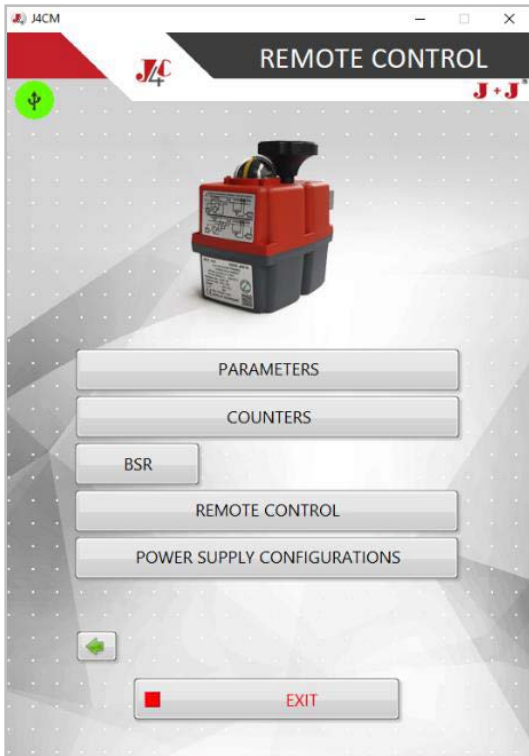 J4CM
REMOTE CONTROL
J4C
J+J
PARAMETERS
COUNTERS
BSR
REMOTE CONTROL
POWER SUPPLY CONFIGURATIONS
EXIT